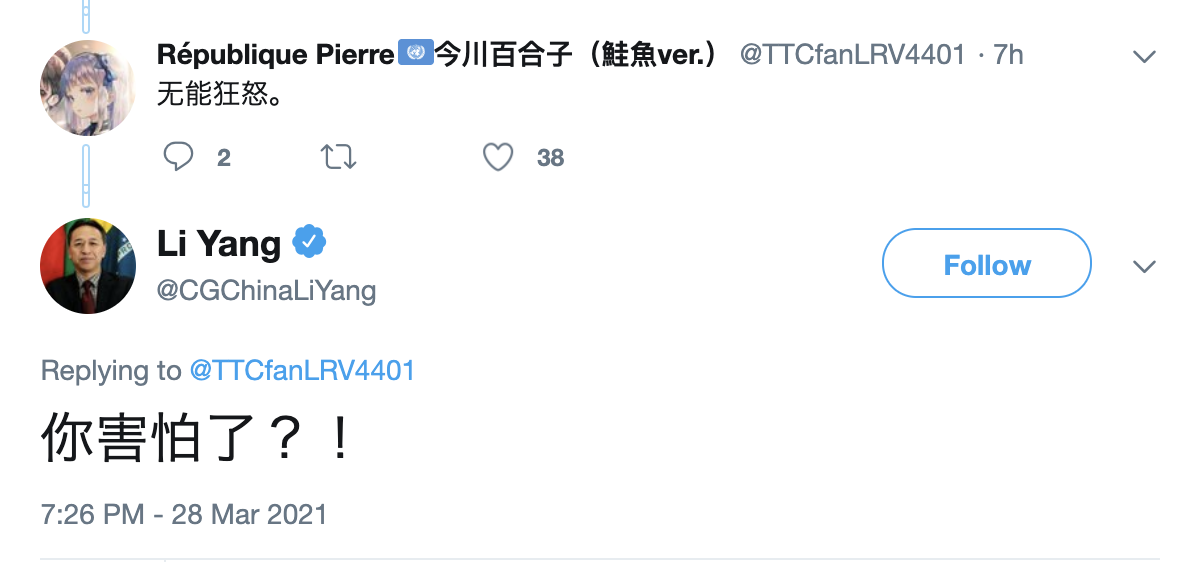 République Pierre🇺🇳今川百合子（鮭魚ver.） @TTCfanLRV4401 · 7h
无能狂怒。
2 38
Li Yang
@CGChinaLiYang
Follow
Replying to @TTCfanLRV4401
你害怕了？！
7:26 PM - 28 Mar 2021